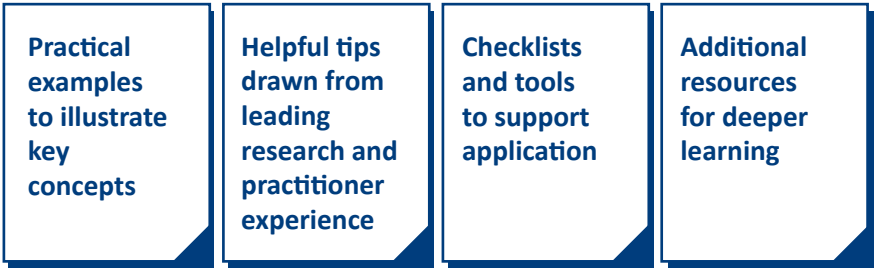 Practical
examples
to illustrate
key
concepts
Helpful tips
drawn from
leading
research and
practitioner
experience
Checklists
and tools
to support
application
Additional
resources
for deeper
learning